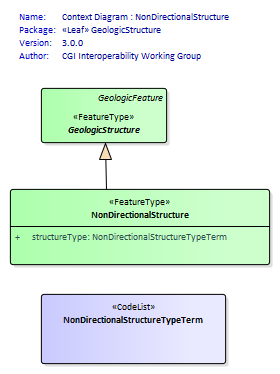 Name: Context Diagram : NonDirectionalStructure
Package: «Leaf» GeologicStructure
Version: 3.0.0
Author: CGI Interoperability Working Group
GeologicFeature
«FeatureType»
GeologicStructure
«FeatureType»
NonDirectionalStructure
+ structureType: NonDirectionalStructureTypeTerm
«CodeList»
NonDirectionalStructureTypeTerm